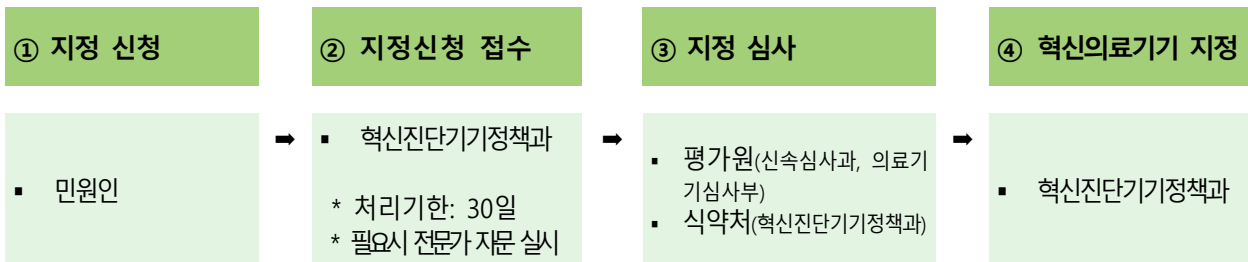 ① 지정 신청
② 지정신청 접수
③ 지정 심사
④ 혁신의료기기 지정
▪ 민원인
➡
▪ 혁신진단기기정책과
* 처리기한: 30일
* 필요시 전문가 자문 실시
➡
▪ 평가원(신속심사과, 의료기
기심사부)
▪ 식약처(혁신진단기기정책과)
➡
▪ 혁신진단기기정책과